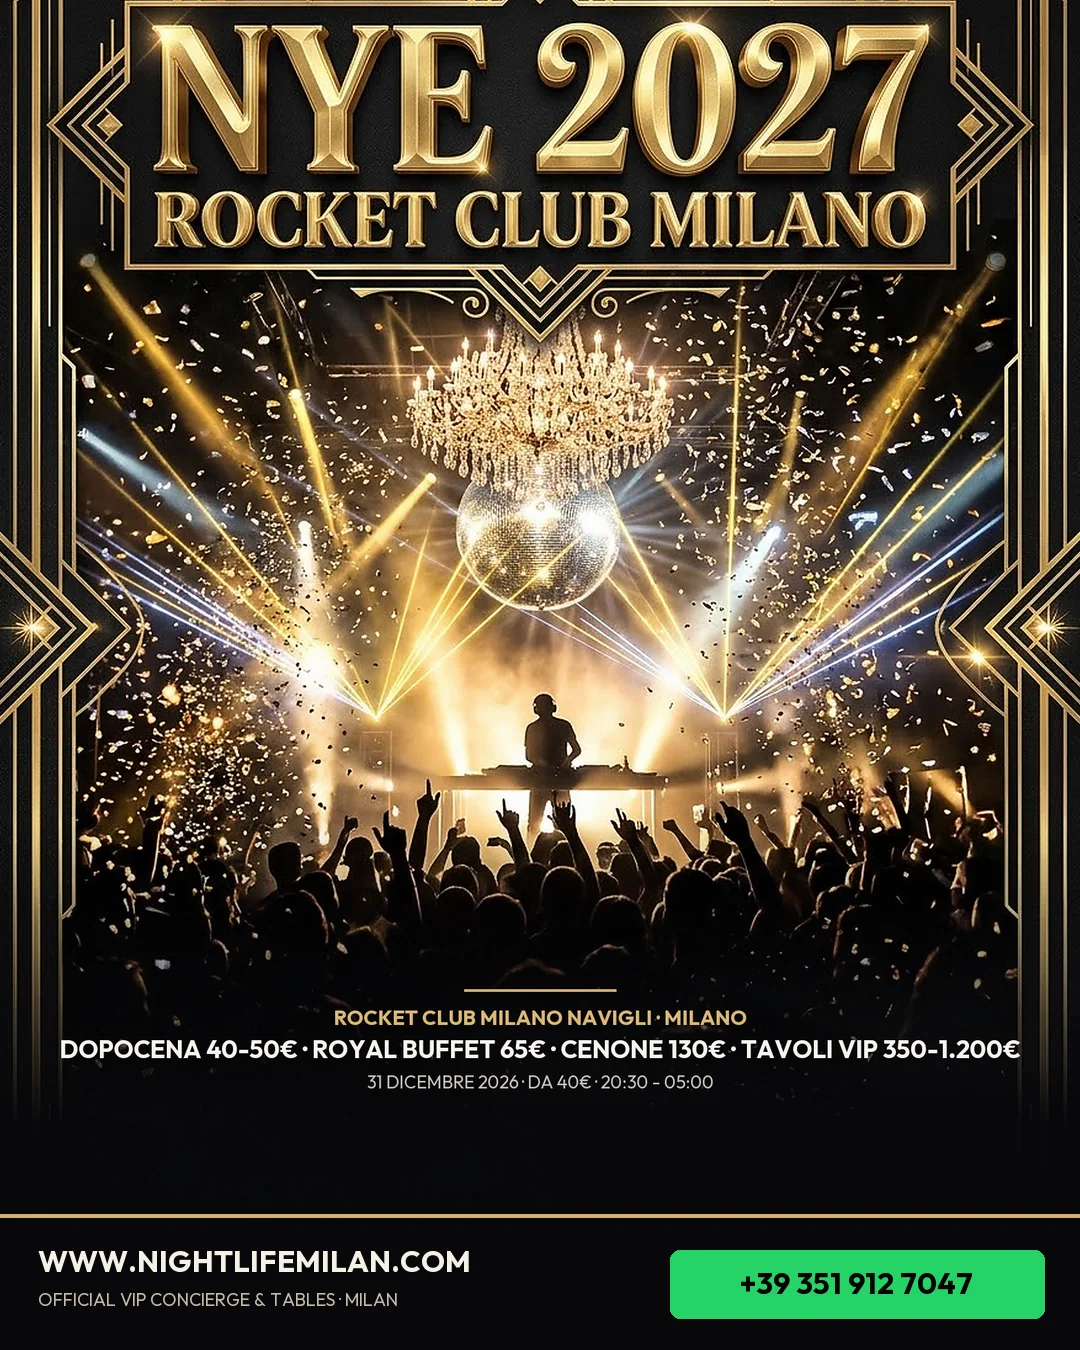 NYE 2027
ROCKET CLUB MILANO
ROCKET CLUB MILANO NAVIGLI · MILANO
DOPOCENA 40-50€ · ROYAL BUFFET 65€ · CENONE 130€ · TAVOLI VIP 350-1.200€
31 DICEMBRE 2026 · DA 40€ · 20:30 - 05:00
WWW.NIGHTLIFEMILAN.COM
OFFICIAL VIP CONCIERGE & TABLES · MILAN
+39 351 912 7047